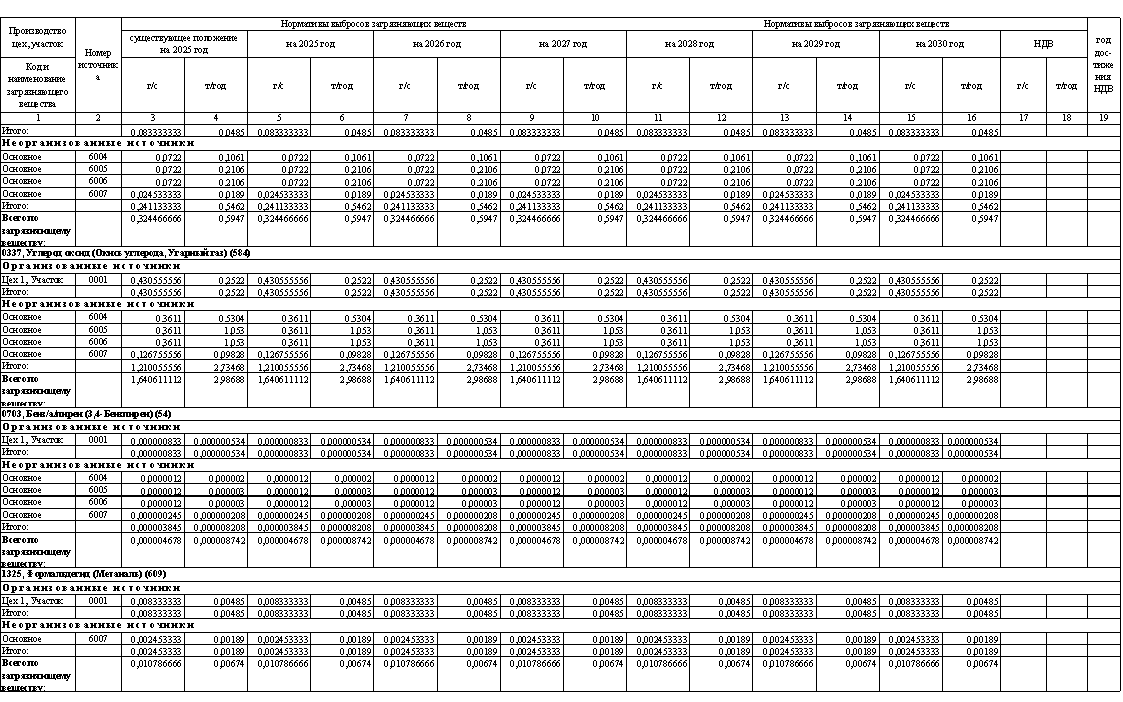 Производство цех, участок | Номер источника | Нормативы выбросов загрязняющих веществ | Нормативы выбросов загрязняющих веществ | год дос- тиже ния НДВ
существующее положение на 2025 год | на 2025 год | на 2026 год | на 2027 год | на 2028 год | на 2029 год | на 2030 год | НДВ
Код и наименование загрязняющего вещества | г/с | т/год | г/с | т/год | г/с | т/год | г/с | т/год | г/с | т/год | г/с | т/год | г/с | т/год | г/с | т/год
1 | 2 | 3 | 4 | 5 | 6 | 7 | 8 | 9 | 10 | 11 | 12 | 13 | 14 | 15 | 16 | 17 | 18 | 19
Итого: | 0,083333333 | 0,0485 | 0,083333333 | 0,0485 | 0,083333333 | 0,0485 | 0,083333333 | 0,0485 | 0,083333333 | 0,0485 | 0,083333333 | 0,0485 | 0,083333333 | 0,0485
Неорганизованные источники
Основное | 6004 | 0,0722 | 0,1061 | 0,0722 | 0,1061 | 0,0722 | 0,1061 | 0,0722 | 0,1061 | 0,0722 | 0,1061 | 0,0722 | 0,1061 | 0,0722 | 0,1061
Основное | 6005 | 0,0722 | 0,2106 | 0,0722 | 0,2106 | 0,0722 | 0,2106 | 0,0722 | 0,2106 | 0,0722 | 0,2106 | 0,0722 | 0,2106 | 0,0722 | 0,2106
Основное | 6006 | 0,0722 | 0,2106 | 0,0722 | 0,2106 | 0,0722 | 0,2106 | 0,0722 | 0,2106 | 0,0722 | 0,2106 | 0,0722 | 0,2106 | 0,0722 | 0,2106
Основное | 6007 | 0,024533333 | 0,0189 | 0,024533333 | 0,0189 | 0,024533333 | 0,0189 | 0,024533333 | 0,0189 | 0,024533333 | 0,0189 | 0,024533333 | 0,0189 | 0,024533333 | 0,0189
Итого: | 0,241133333 | 0,5462 | 0,241133333 | 0,5462 | 0,241133333 | 0,5462 | 0,241133333 | 0,5462 | 0,241133333 | 0,5462 | 0,241133333 | 0,5462 | 0,241133333 | 0,5462
Всего по загрязняющему веществу: | 0,324466666 | 0,5947 | 0,324466666 | 0,5947 | 0,324466666 | 0,5947 | 0,324466666 | 0,5947 | 0,324466666 | 0,5947 | 0,324466666 | 0,5947 | 0,324466666 | 0,5947
0337, Углерод оксид (Окись углерода, Угарный газ) (584)
Организованные источники
Цех 1, Участок | 0001 | 0,430555556 | 0,2522 | 0,430555556 | 0,2522 | 0,430555556 | 0,2522 | 0,430555556 | 0,2522 | 0,430555556 | 0,2522 | 0,430555556 | 0,2522 | 0,430555556 | 0,2522
Итого: | 0,430555556 | 0,2522 | 0,430555556 | 0,2522 | 0,430555556 | 0,2522 | 0,430555556 | 0,2522 | 0,430555556 | 0,2522 | 0,430555556 | 0,2522 | 0,430555556 | 0,2522
Неорганизованные источники
Основное | 6004 | 0,3611 | 0,5304 | 0,3611 | 0,5304 | 0,3611 | 0,5304 | 0,3611 | 0,5304 | 0,3611 | 0,5304 | 0,3611 | 0,5304 | 0,3611 | 0,5304
Основное | 6005 | 0,3611 | 1,053 | 0,3611 | 1,053 | 0,3611 | 1,053 | 0,3611 | 1,053 | 0,3611 | 1,053 | 0,3611 | 1,053 | 0,3611 | 1,053
Основное | 6006 | 0,3611 | 1,053 | 0,3611 | 1,053 | 0,3611 | 1,053 | 0,3611 | 1,053 | 0,3611 | 1,053 | 0,3611 | 1,053 | 0,3611 | 1,053
Основное | 6007 | 0,126755556 | 0,09828 | 0,126755556 | 0,09828 | 0,126755556 | 0,09828 | 0,126755556 | 0,09828 | 0,126755556 | 0,09828 | 0,126755556 | 0,09828 | 0,126755556 | 0,09828
Итого: | 1,210055556 | 2,73468 | 1,210055556 | 2,73468 | 1,210055556 | 2,73468 | 1,210055556 | 2,73468 | 1,210055556 | 2,73468 | 1,210055556 | 2,73468 | 1,210055556 | 2,73468
Всего по загрязняющему веществу: | 1,640611112 | 2,98688 | 1,640611112 | 2,98688 | 1,640611112 | 2,98688 | 1,640611112 | 2,98688 | 1,640611112 | 2,98688 | 1,640611112 | 2,98688 | 1,640611112 | 2,98688
0703, Бенз/а/пирен (3,4-Бензпирен) (54)
Организованные источники
Цех 1, Участок | 0001 | 0,000000833 | 0,000000534 | 0,000000833 | 0,000000534 | 0,000000833 | 0,000000534 | 0,000000833 | 0,000000534 | 0,000000833 | 0,000000534 | 0,000000833 | 0,000000534 | 0,000000833 | 0,000000534
Итого: | 0,000000833 | 0,000000534 | 0,000000833 | 0,000000534 | 0,000000833 | 0,000000534 | 0,000000833 | 0,000000534 | 0,000000833 | 0,000000534 | 0,000000833 | 0,000000534 | 0,000000833 | 0,000000534
Неорганизованные источники
Основное | 6004 | 0,0000012 | 0,000002 | 0,0000012 | 0,000002 | 0,0000012 | 0,000002 | 0,0000012 | 0,000002 | 0,0000012 | 0,000002 | 0,0000012 | 0,000002 | 0,0000012 | 0,000002
Основное | 6005 | 0,0000012 | 0,000003 | 0,0000012 | 0,000003 | 0,0000012 | 0,000003 | 0,0000012 | 0,000003 | 0,0000012 | 0,000003 | 0,0000012 | 0,000003 | 0,0000012 | 0,000003
Основное | 6006 | 0,0000012 | 0,000003 | 0,0000012 | 0,000003 | 0,0000012 | 0,000003 | 0,0000012 | 0,000003 | 0,0000012 | 0,000003 | 0,0000012 | 0,000003 | 0,0000012 | 0,000003
Основное | 6007 | 0,000000245 | 0,000000208 | 0,000000245 | 0,000000208 | 0,000000245 | 0,000000208 | 0,000000245 | 0,000000208 | 0,000000245 | 0,000000208 | 0,000000245 | 0,000000208 | 0,000000245 | 0,000000208
Итого: | 0,000003845 | 0,000008208 | 0,000003845 | 0,000008208 | 0,000003845 | 0,000008208 | 0,000003845 | 0,000008208 | 0,000003845 | 0,000008208 | 0,000003845 | 0,000008208 | 0,000003845 | 0,000008208
Всего по загрязняющему веществу: | 0,000004678 | 0,000008742 | 0,000004678 | 0,000008742 | 0,000004678 | 0,000008742 | 0,000004678 | 0,000008742 | 0,000004678 | 0,000008742 | 0,000004678 | 0,000008742 | 0,000004678 | 0,000008742
1325, Формальдегид (Метаналь) (609)
Организованные источники
Цех 1, Участок | 0001 | 0,008333333 | 0,00485 | 0,008333333 | 0,00485 | 0,008333333 | 0,00485 | 0,008333333 | 0,00485 | 0,008333333 | 0,00485 | 0,008333333 | 0,00485 | 0,008333333 | 0,00485
Итого: | 0,008333333 | 0,00485 | 0,008333333 | 0,00485 | 0,008333333 | 0,00485 | 0,008333333 | 0,00485 | 0,008333333 | 0,00485 | 0,008333333 | 0,00485 | 0,008333333 | 0,00485
Неорганизованные источники
Основное | 6007 | 0,002453333 | 0,00189 | 0,002453333 | 0,00189 | 0,002453333 | 0,00189 | 0,002453333 | 0,00189 | 0,002453333 | 0,00189 | 0,002453333 | 0,00189 | 0,002453333 | 0,00189
Итого: | 0,002453333 | 0,00189 | 0,002453333 | 0,00189 | 0,002453333 | 0,00189 | 0,002453333 | 0,00189 | 0,002453333 | 0,00189 | 0,002453333 | 0,00189 | 0,002453333 | 0,00189
Всего по загрязняющему веществу: | 0,010786666 | 0,00674 | 0,010786666 | 0,00674 | 0,010786666 | 0,00674 | 0,010786666 | 0,00674 | 0,010786666 | 0,00674 | 0,010786666 | 0,00674 | 0,010786666 | 0,00674